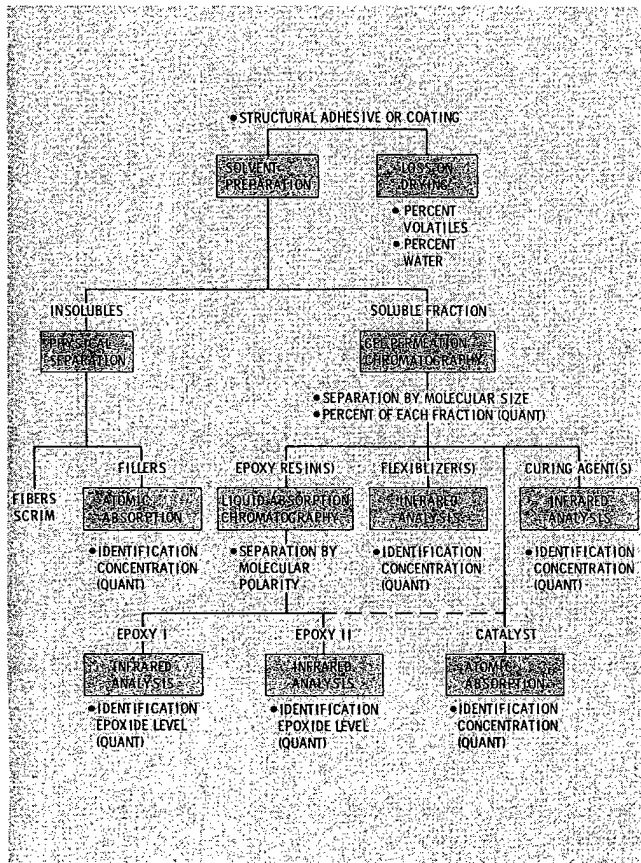 • STRUCTURAL ADHESIVE OR COATING
SOLVENT
PREPARATION
LOSS ON
DRYING
• PERCENT
VOLATILES
• PERCENT
WATER
INSOLUBLES
PHYSICAL
SEPARATION
SOLUBLE FRACTION
GEL PERMEATION
CHROMATOGRAPHY
• SEPARATION BY MOLECULAR SIZE
• PERCENT OF EACH FRACTION (QUANT)
FIBERS
SCRIM
FILLERS
ATOMIC
ABSORPTION
• IDENTIFICATION
CONCENTRATION
(QUANT)
EPOXY RESIN(S)
LIQUID ABSORPTION
CHROMATOGRAPHY
• SEPARATION BY
MOLECULAR
POLARITY
FLEXIBLIZER(S)
INFRARED
ANALYSIS
• IDENTIFICATION
CONCENTRATION
(QUANT)
CURING AGENT(S)
INFRARED
ANALYSIS
• IDENTIFICATION
CONCENTRATION
(QUANT)
EPOXY I
INFRARED
ANALYSIS
• IDENTIFICATION
EPOXIDE LEVEL
(QUANT)
EPOXY II
INFRARED
ANALYSIS
• IDENTIFICATION
EPOXIDE LEVEL
(QUANT)
CATALYST
ATOMIC
ABSORPTION
• IDENTIFICATION
CONCENTRATION
(QUANT)